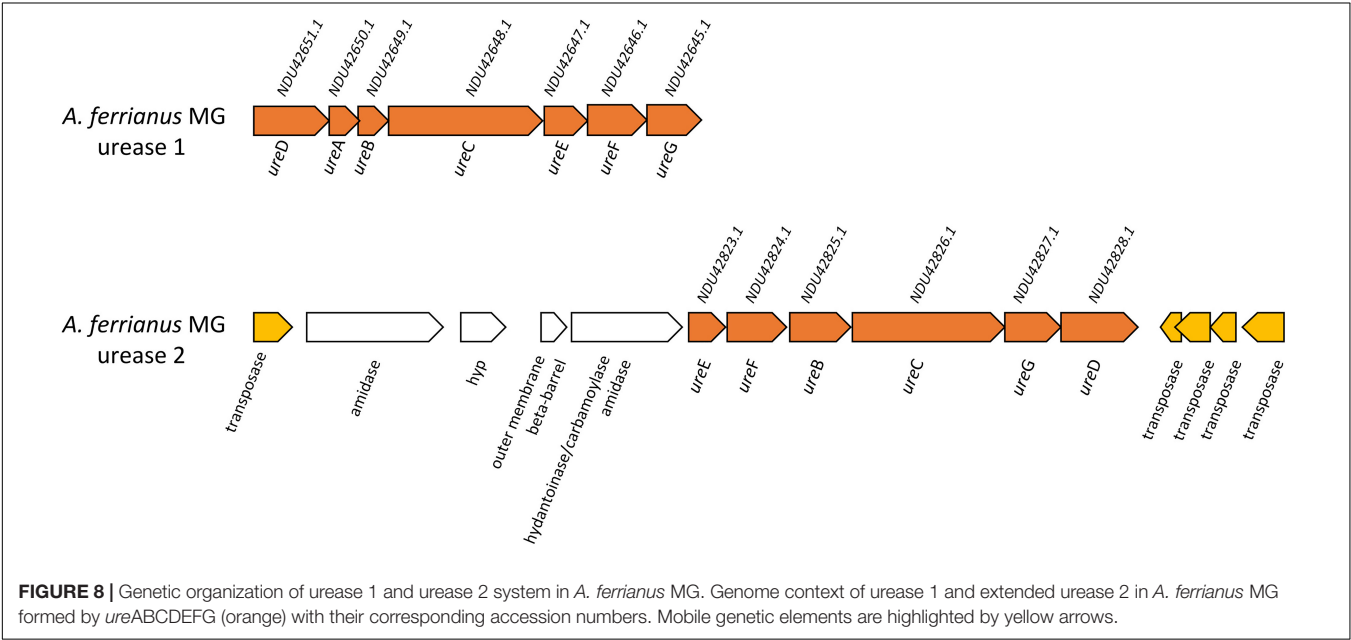 NDU42651.1
NDU42650.1
NDU42649.1
NDU42648.1
NDU42647.1
NDU42646.1
NDU42645.1
A. ferrianus MG
urease 1
ureD
ureA
ureB
ureC
ureE
ureF
ureG
NDU42823.1
NDU42824.1
NDU42825.1
NDU42826.1
NDU42827.1
NDU42828.1
A. ferrianus MG
urease 2
transposase
amidase
hyp
outer membrane
beta-barrel
hydantoinase/carbamoylase
amidase
ureE
ureF
ureB
ureC
ureG
ureD
transposase
transposase
transposase
transposase
FIGURE 8 | Genetic organization of urease 1 and urease 2 system in A. ferrianus MG. Genome context of urease 1 and extended urease 2 in A. ferrianus MG
formed by ureABCDEFG (orange) with their corresponding accession numbers. Mobile genetic elements are highlighted by yellow arrows.